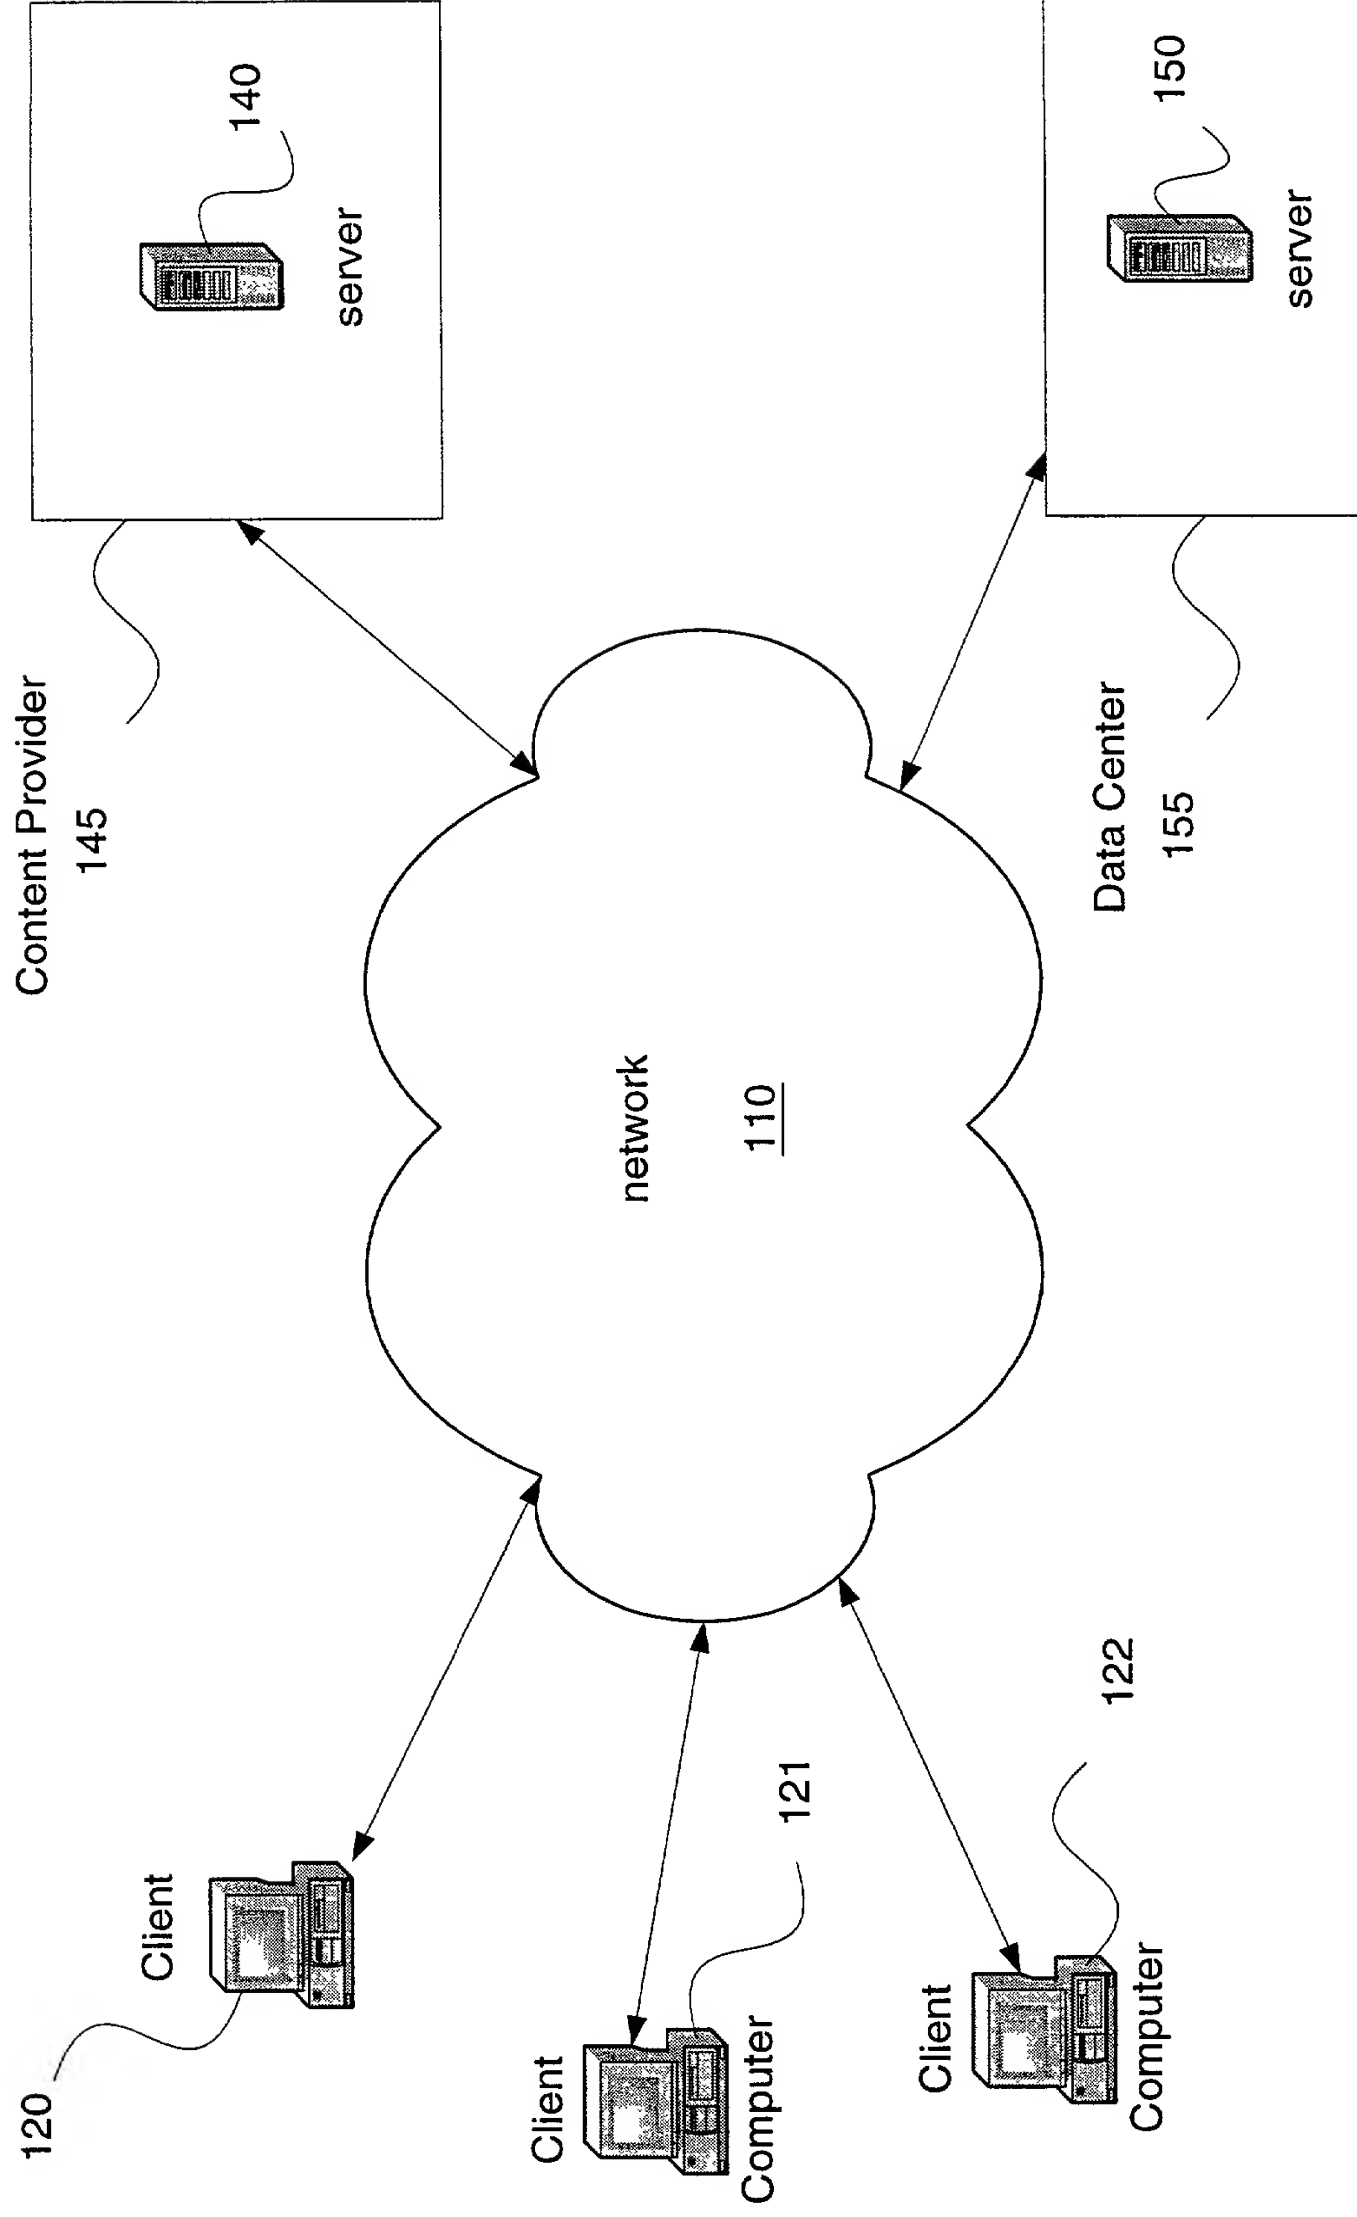 Content Provider
145
140
server
120
Client
network
110
Client
Computer
121
Data Center
155
150
server
Client
Computer
122